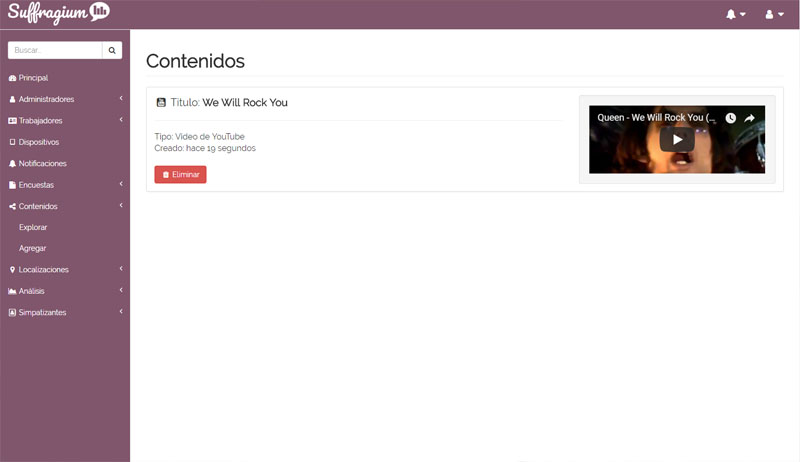 Suffragium
Buscar...
Principal
Administradores
Trabajadores
Dispositivos
Notificaciones
Encuestas
Contenidos
Explorar
Agregar
Localizaciones
Análisis
Simpatizantes
Contenidos
Título: We Will Rock You
Tipo: Video de YouTube
Creado: hace 19 segundos
Eliminar
Queen - We Will Rock You (...